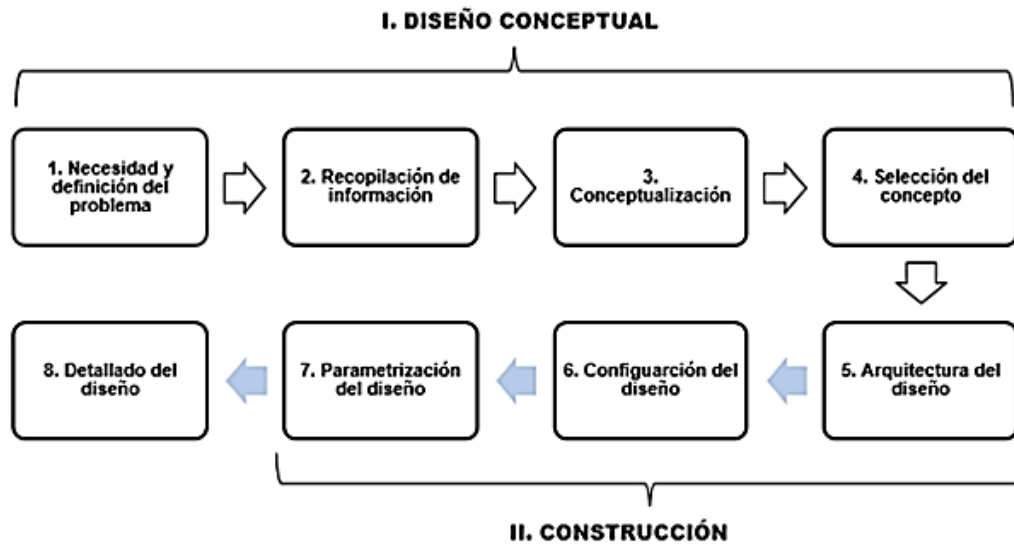 I. DISEÑO CONCEPTUAL
1. Necesidad y
definición del
problema
2. Recopilación de
información
3.
Conceptualización
4. Selección del
concepto
8. Detallado del
diseño
7. Parametrización
del diseño
6. Configuarción del
diseño
5. Arquitectura del
diseño
II. CONSTRUCCIÓN